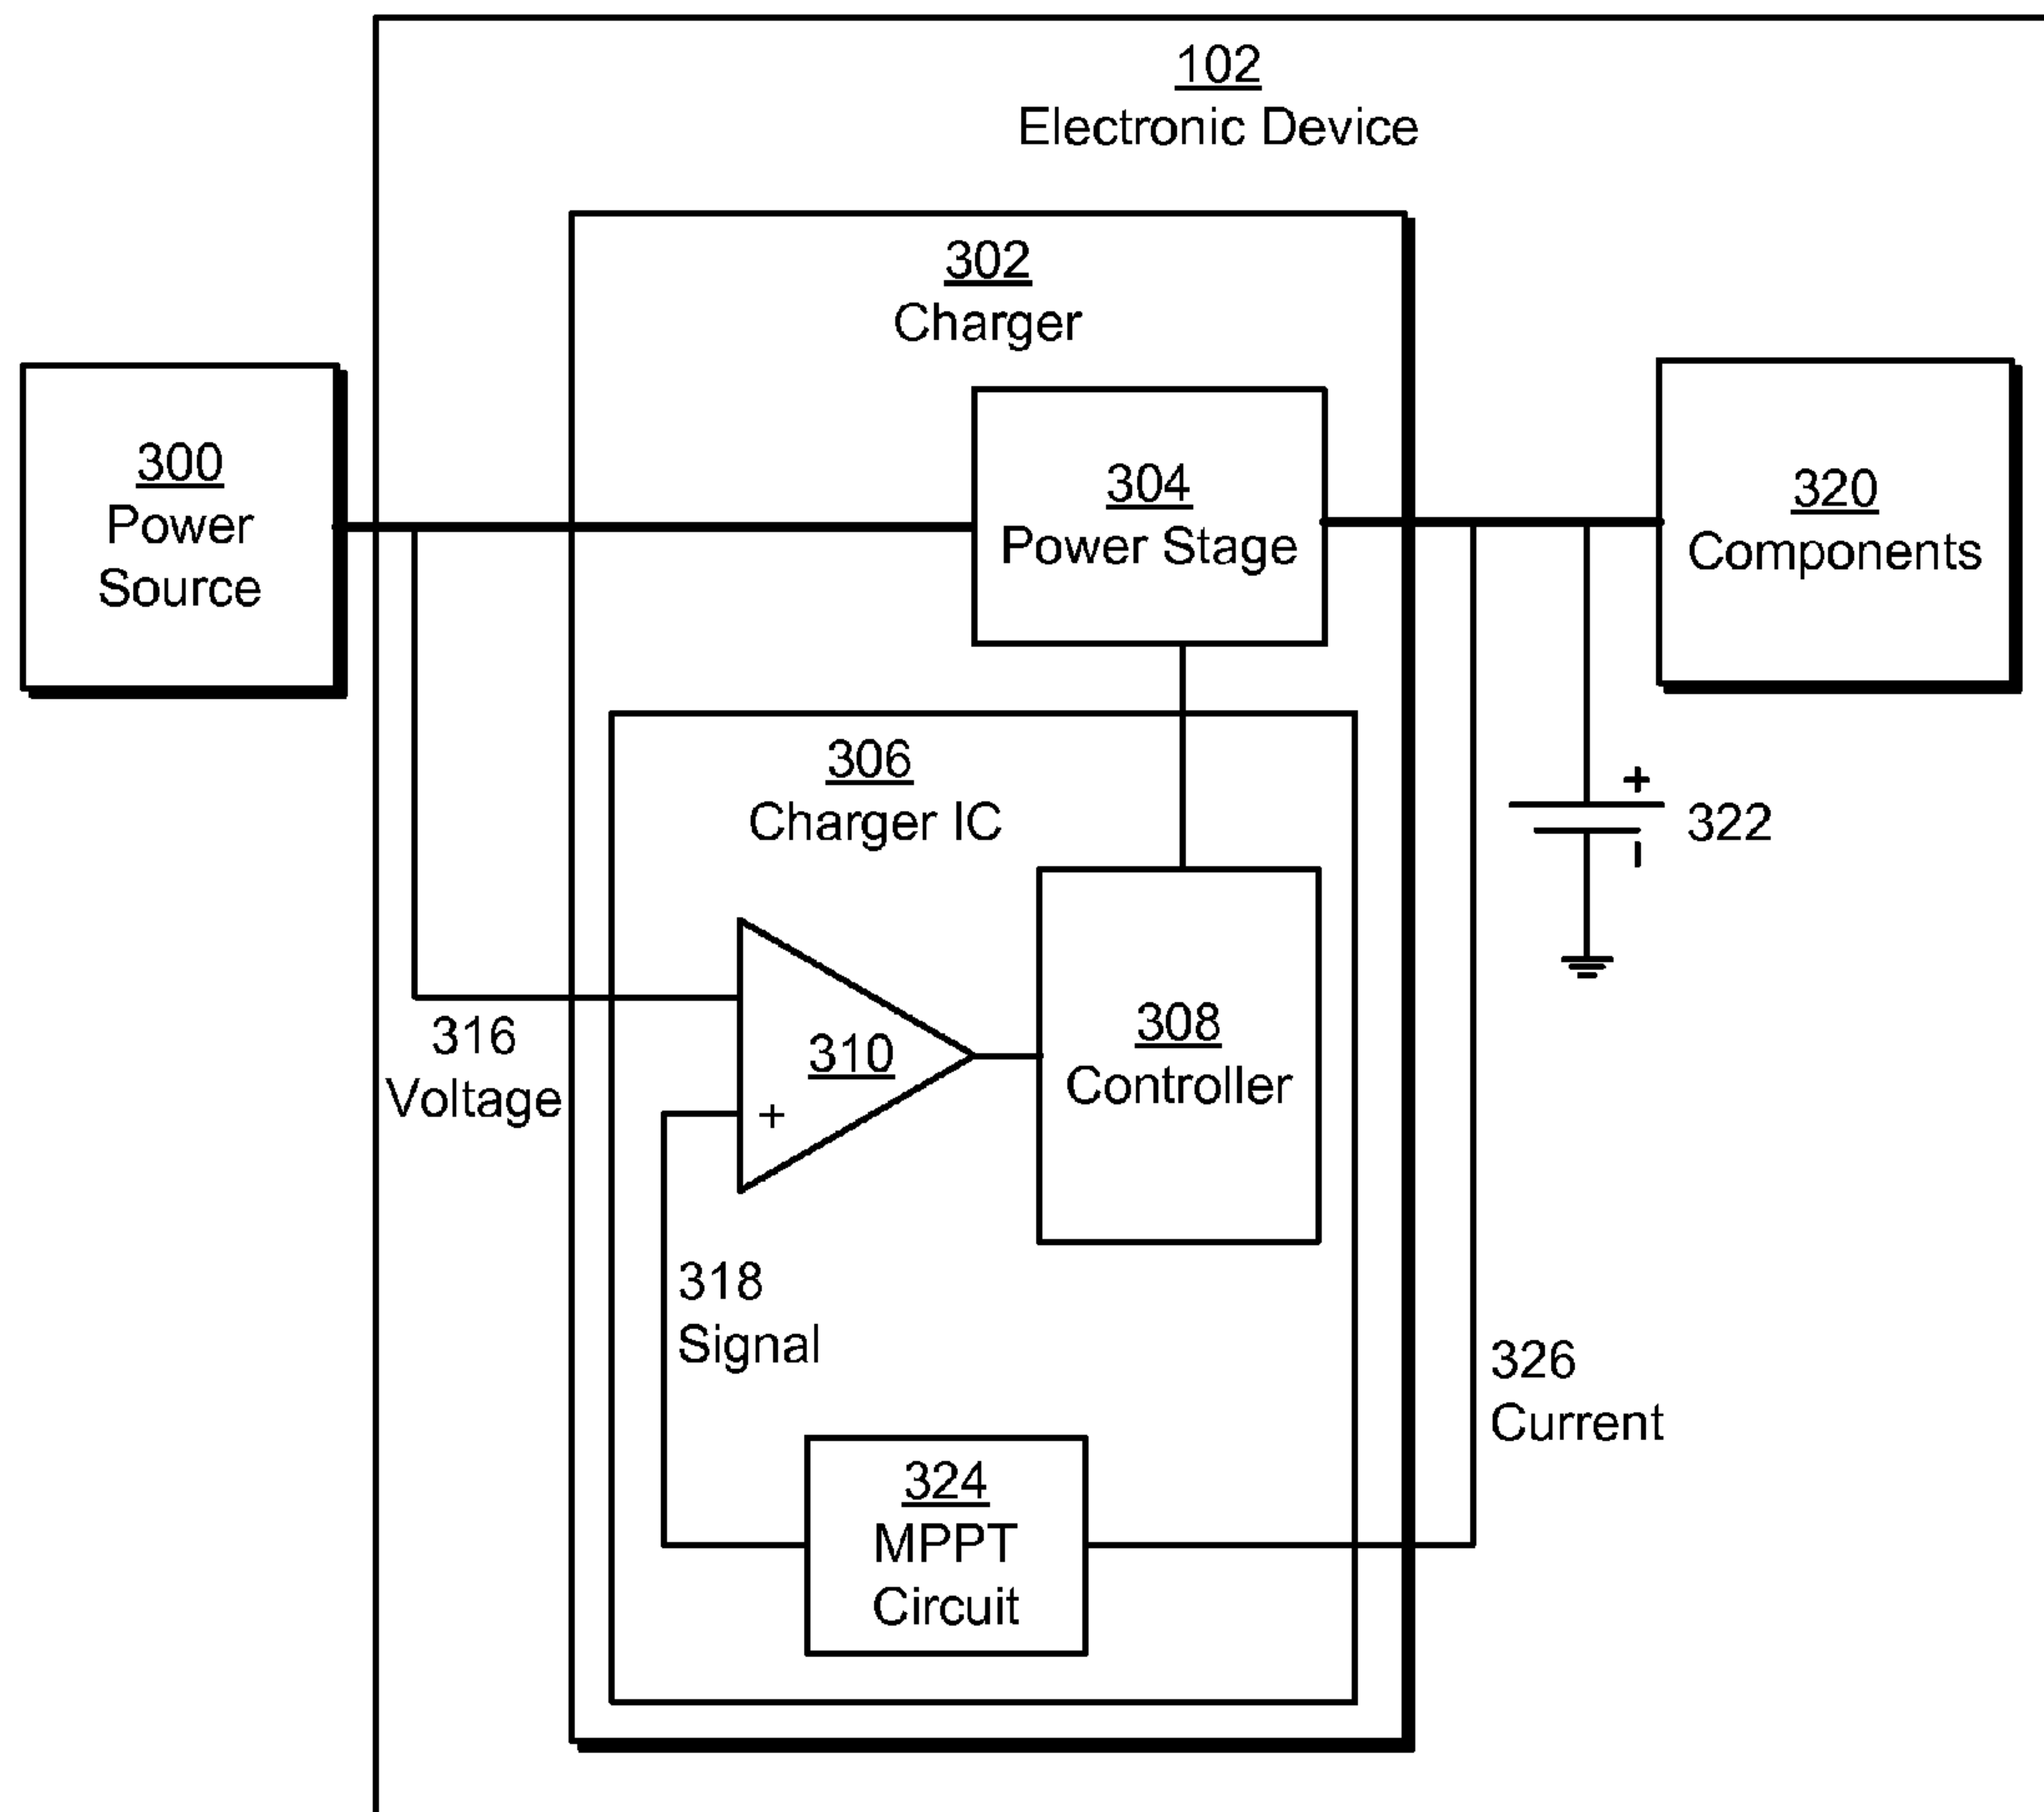 102
Electronic Device
302
Charger
300
Power
Source
304
Power Stage
320
Components
306
Charger IC
+
322
310
308
Controller
316
Voltage
+
318
Signal
326
Current
324
MPPT
Circuit